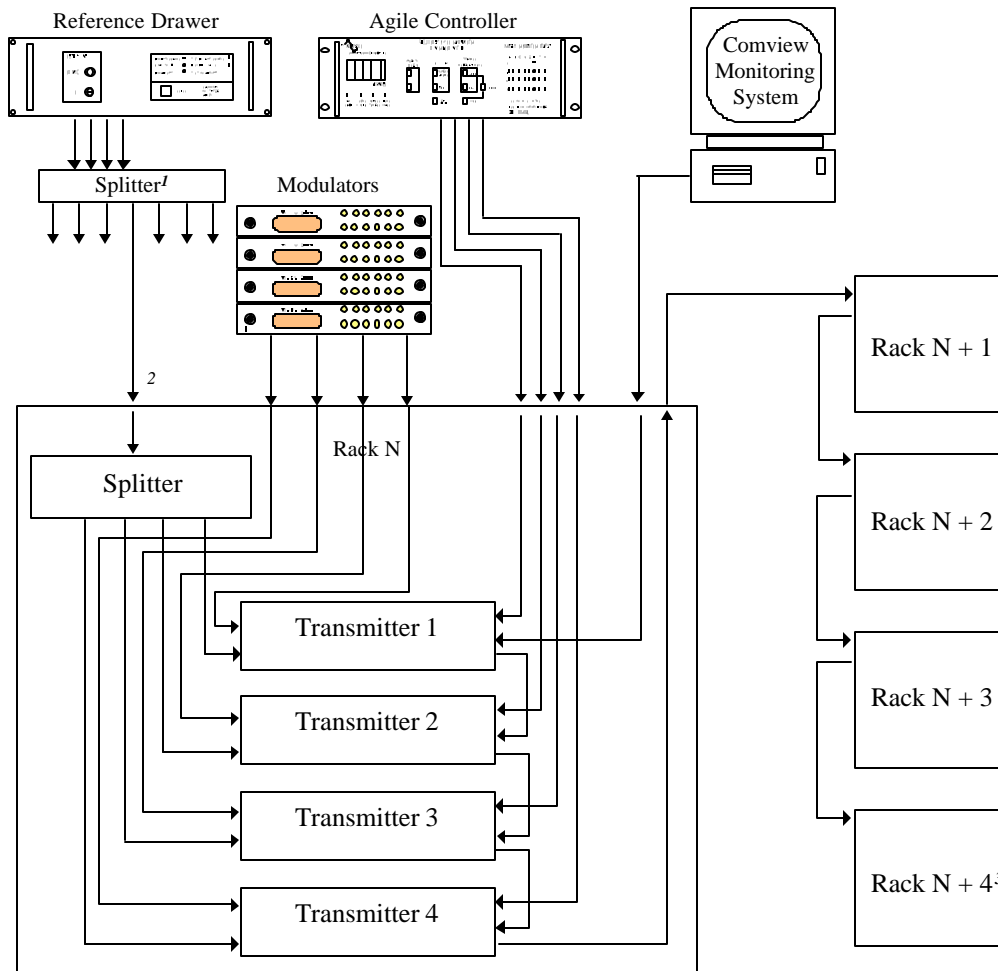 Reference Drawer
Agile Controller
Comview
Monitoring
System
Splitter1
Modulators
2
Rack N
Splitter
Transmitter 1
Transmitter 2
Transmitter 3
Transmitter 4
Rack N + 1
Rack N + 2
Rack N + 3
Rack N + 4